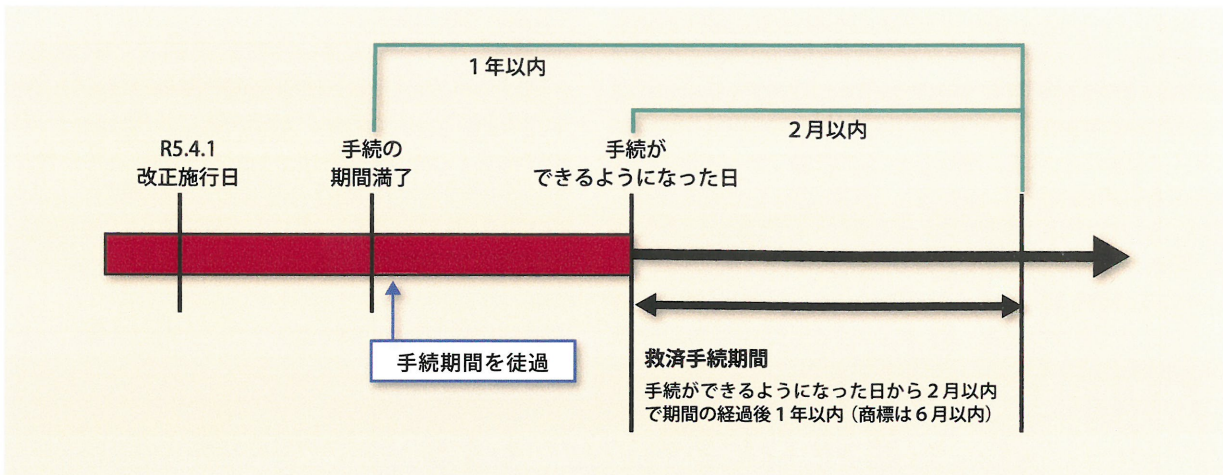 1年以内
2月以内
R5.4.1
改正施行日
手続の
期間満了
手続が
できるようになった日
手続期間を徒過
救済手続期間
手続ができるようになった日から2月以内
で期間の経過後1年以内（商標は6月以内）